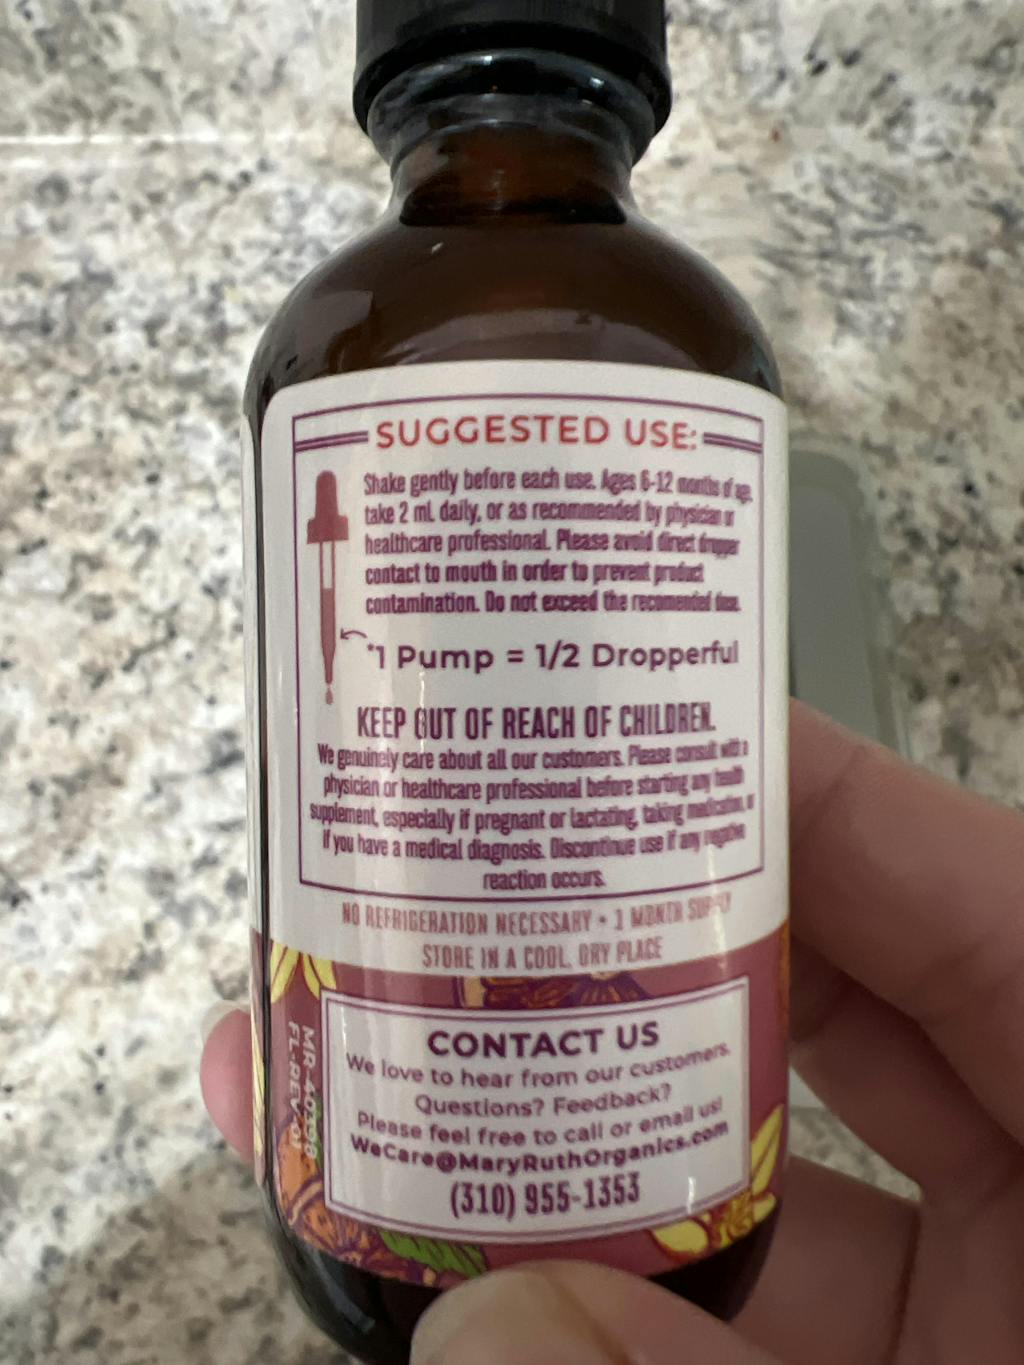 SUGGESTED USE:
Shake gently before each use. Ages 6-12 months of age,
take 2 mL daily, or as recommended by physician or
healthcare professional. Please avoid direct dropper
contact to mouth in order to prevent product
contamination. Do not exceed the recomended dose.
*1 Pump = 1/2 Dropperful
KEEP OUT OF REACH OF CHILDREN.
We genuinely care about all our customers. Please consult with a
physician or healthcare professional before starting any health
supplement, especially if pregnant or lactating, taking medication, or
if you have a medical diagnosis. Discontinue use if any negative
reaction occurs.
NO REFRIGERATION NECESSARY • 1 MONTH SUPPLY
STORE IN A COOL, DRY PLACE
CONTACT US
We love to hear from our customers.
Questions? Feedback?
Please feel free to call or email us!
WeCare@MaryRuthOrganics.com
(310) 955-1353